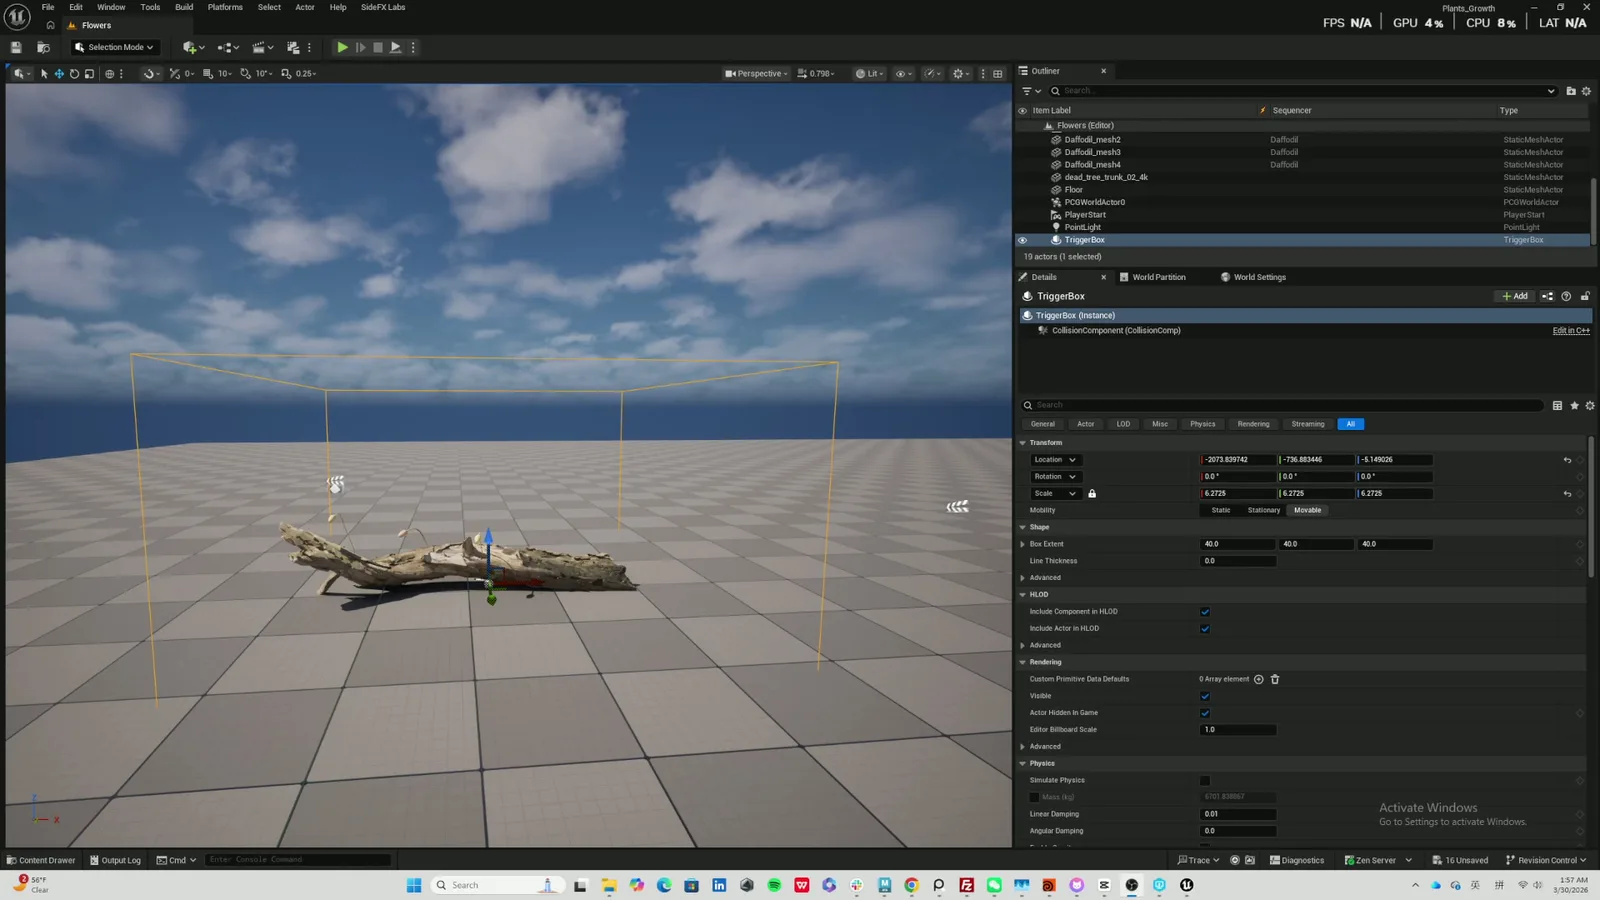 File Edit Window Tools Build Platforms Select Actor Help SideFX Labs
Plants_Growth
Flowers
FPS N/A GPU 4 % CPU 8 % LAT N/A
Selection Mode
0 10 10° 0.25
Perspective 0.798 Lit
Outliner
Search...
Item Label Sequencer Type
Flowers (Editor)
Daffodil_mesh2 Daffodil StaticMeshActor
Daffodil_mesh3 Daffodil StaticMeshActor
Daffodil_mesh4 Daffodil StaticMeshActor
dead_tree_trunk_02_4k StaticMeshActor
Floor StaticMeshActor
PCGWorldActor0 PCGWorldActor
PlayerStart PlayerStart
PointLight PointLight
TriggerBox TriggerBox
19 actors (1 selected)
Details World Partition World Settings
TriggerBox
Add
TriggerBox (Instance)
CollisionComponent (CollisionComp) Edit in C++
Search
General Actor LOD Misc Physics Rendering Streaming All
Transform
Location -2073.839742 -736.883446 -5.149026
Rotation 0.0 ° 0.0 ° 0.0 °
Scale 6.2725 6.2725 6.2725
Mobility Static Stationary Movable
Shape
Box Extent 40.0 40.0 40.0
Line Thickness 0.0
Advanced
HLOD
Include Component in HLOD
Include Actor in HLOD
Advanced
Rendering
Custom Primitive Data Defaults 0 Array element
Visible
Actor Hidden In Game
Editor Billboard Scale 1.0
Advanced
Physics
Simulate Physics
Mass (kg) 6701.838867
Linear Damping 0.01
Angular Damping 0.0
Activate Windows
Go to Settings to activate Windows.
Z
X
Content Drawer Output Log Cmd Enter Console Command
Trace Diagnostics Zen Server 16 Unsaved Revision Control
2
56°F
Clear
Search
英 拼
1:57 AM
3/30/2026